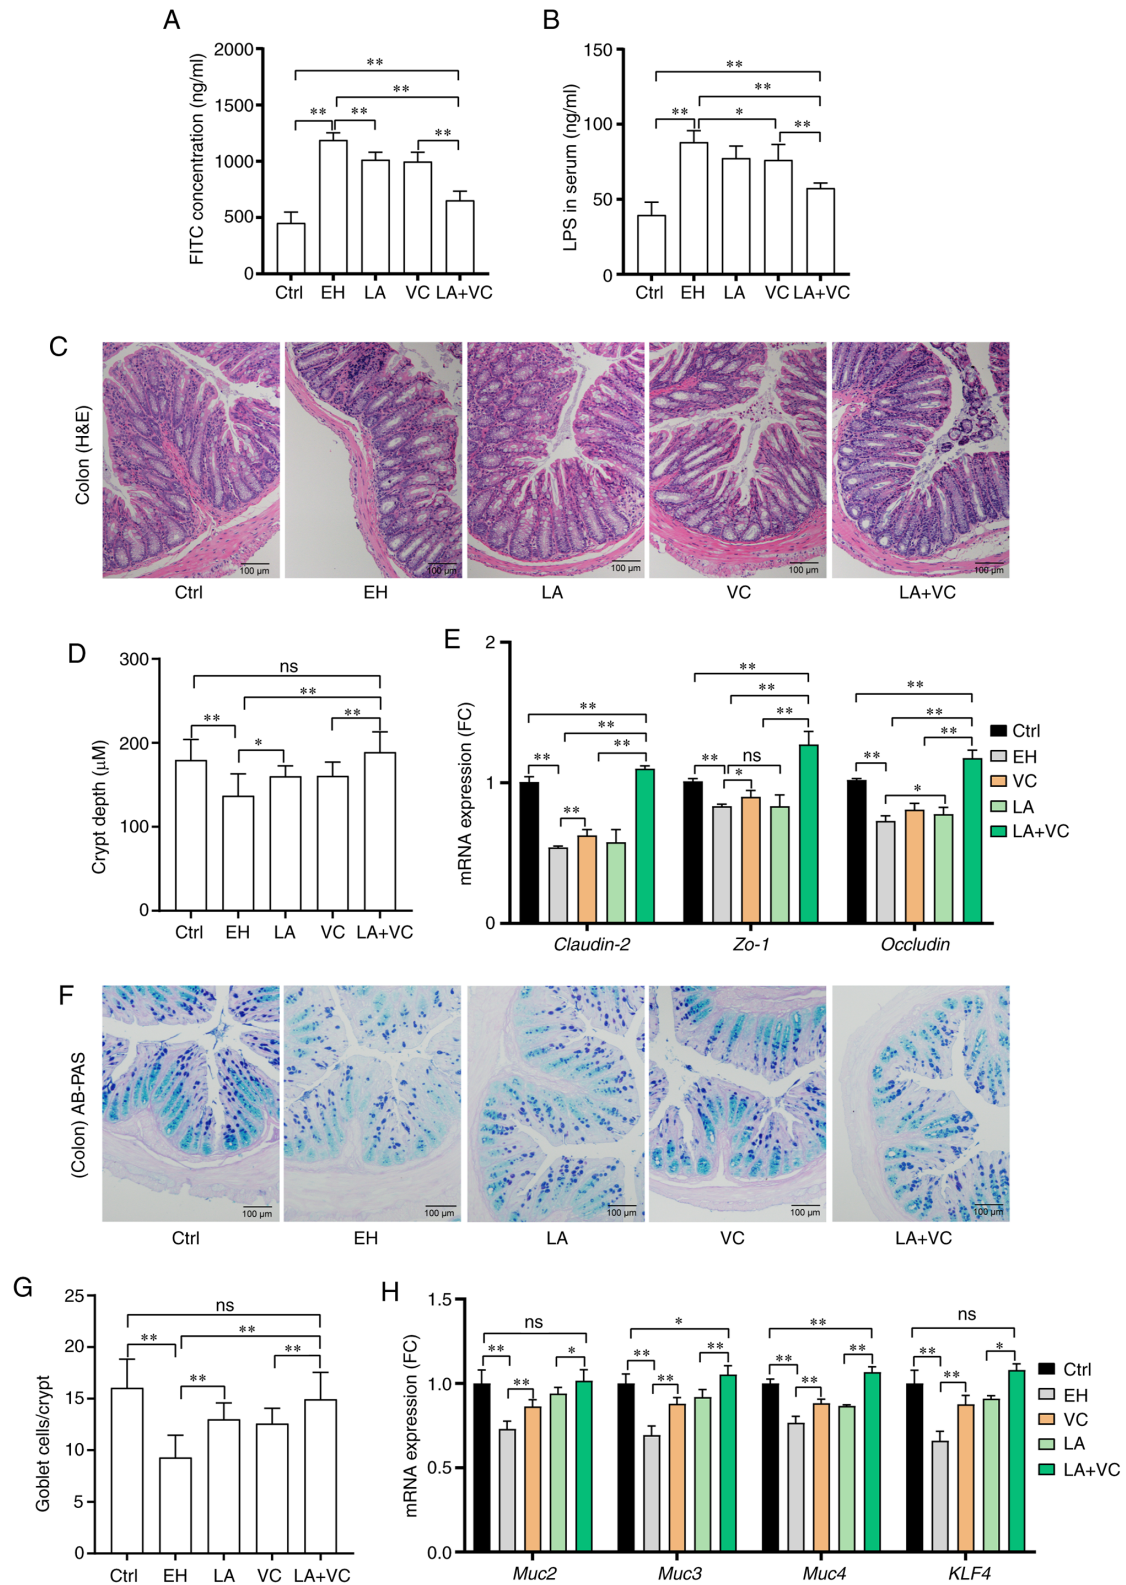 A
FITC concentration (ng/ml)
2000
1500
1000
500
0
**
**
** **
**
Ctrl EH LA VC LA+VC
B
LPS in serum (ng/ml)
150
100
50
0
**
**
** * **
Ctrl EH LA VC LA+VC
C
Colon (H&E)
100 µm 100 µm 100 µm 100 µm 100 µm
Ctrl EH LA VC LA+VC
D
Crypt depth (µM)
300
200
100
0
ns
**
** * **
Ctrl EH LA VC LA+VC
E
mRNA expression (FC)
2
1
0
** ** ** **
** ** **
** ns * **
** ** **
** ** *
Claudin-2 Zo-1 Occludin
Ctrl
EH
VC
LA
LA+VC
F
(Colon) AB-PAS
100 µm 100 µm 100 µm 100 µm 100 µm
Ctrl EH LA VC LA+VC
G
Goblet cells/crypt
25
20
15
10
5
0
ns
**
** ** **
Ctrl EH LA VC LA+VC
H
mRNA expression (FC)
1.5
1.0
0.5
0.0
ns * ** ns
** ** * ** ** ** ** ** ** ** ** *
Muc2 Muc3 Muc4 KLF4
Ctrl
EH
VC
LA
LA+VC